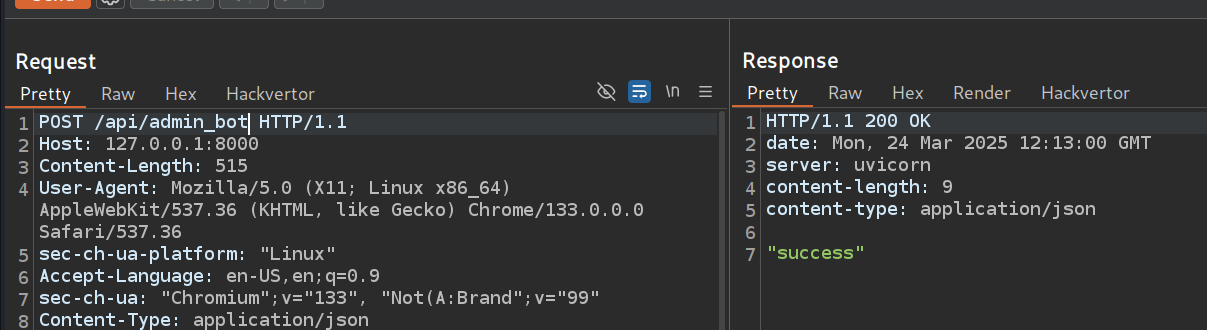 Send Cancel
Request
Pretty Raw Hex Hackvertor \n
1 POST /api/admin_bot HTTP/1.1
2 Host: 127.0.0.1:8000
3 Content-Length: 515
4 User-Agent: Mozilla/5.0 (X11; Linux x86_64)
AppleWebKit/537.36 (KHTML, like Gecko) Chrome/133.0.0.0
Safari/537.36
5 sec-ch-ua-platform: "Linux"
6 Accept-Language: en-US,en;q=0.9
7 sec-ch-ua: "Chromium";v="133", "Not(A:Brand";v="99"
8 Content-Type: application/json
Response
Pretty Raw Hex Render Hackvertor
1 HTTP/1.1 200 OK
2 date: Mon, 24 Mar 2025 12:13:00 GMT
3 server: uvicorn
4 content-length: 9
5 content-type: application/json
6
7 "success"